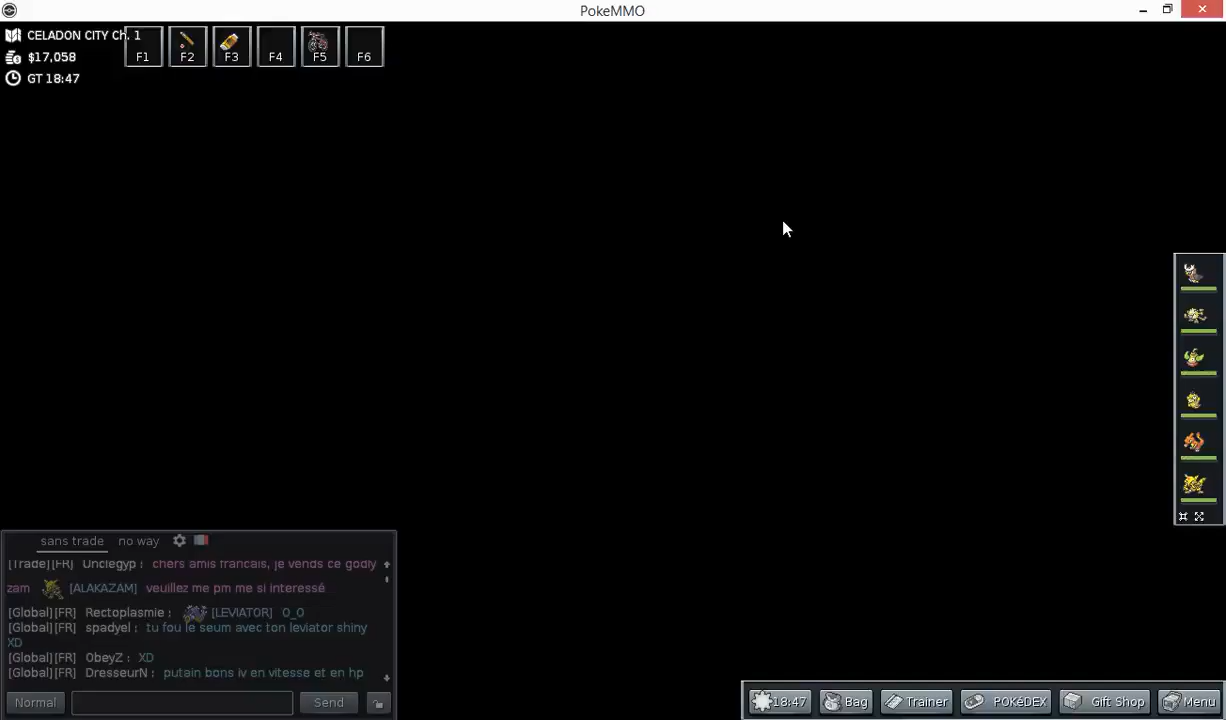 PokeMMO
CELADON CITY Ch. 1
$17,058
GT 18:47
F1
F2
F3
F4
F5
F6
sans trade
no way
[Trade][FR] Unclegyp : chers amis francais, je vends ce godly
zam [ALAKAZAM] veuillez me pm me si interessé
[Global][FR] Rectoplasmie : [LEVIATOR] O_O
[Global][FR] spadyel : tu fou le seum avec ton leviator shiny
XD
[Global][FR] ObeyZ : XD
[Global][FR] DresseurN : putain bons iv en vitesse et en hp
Normal
Send
18:47
Bag
Trainer
POKéDEX
Gift Shop
Menu